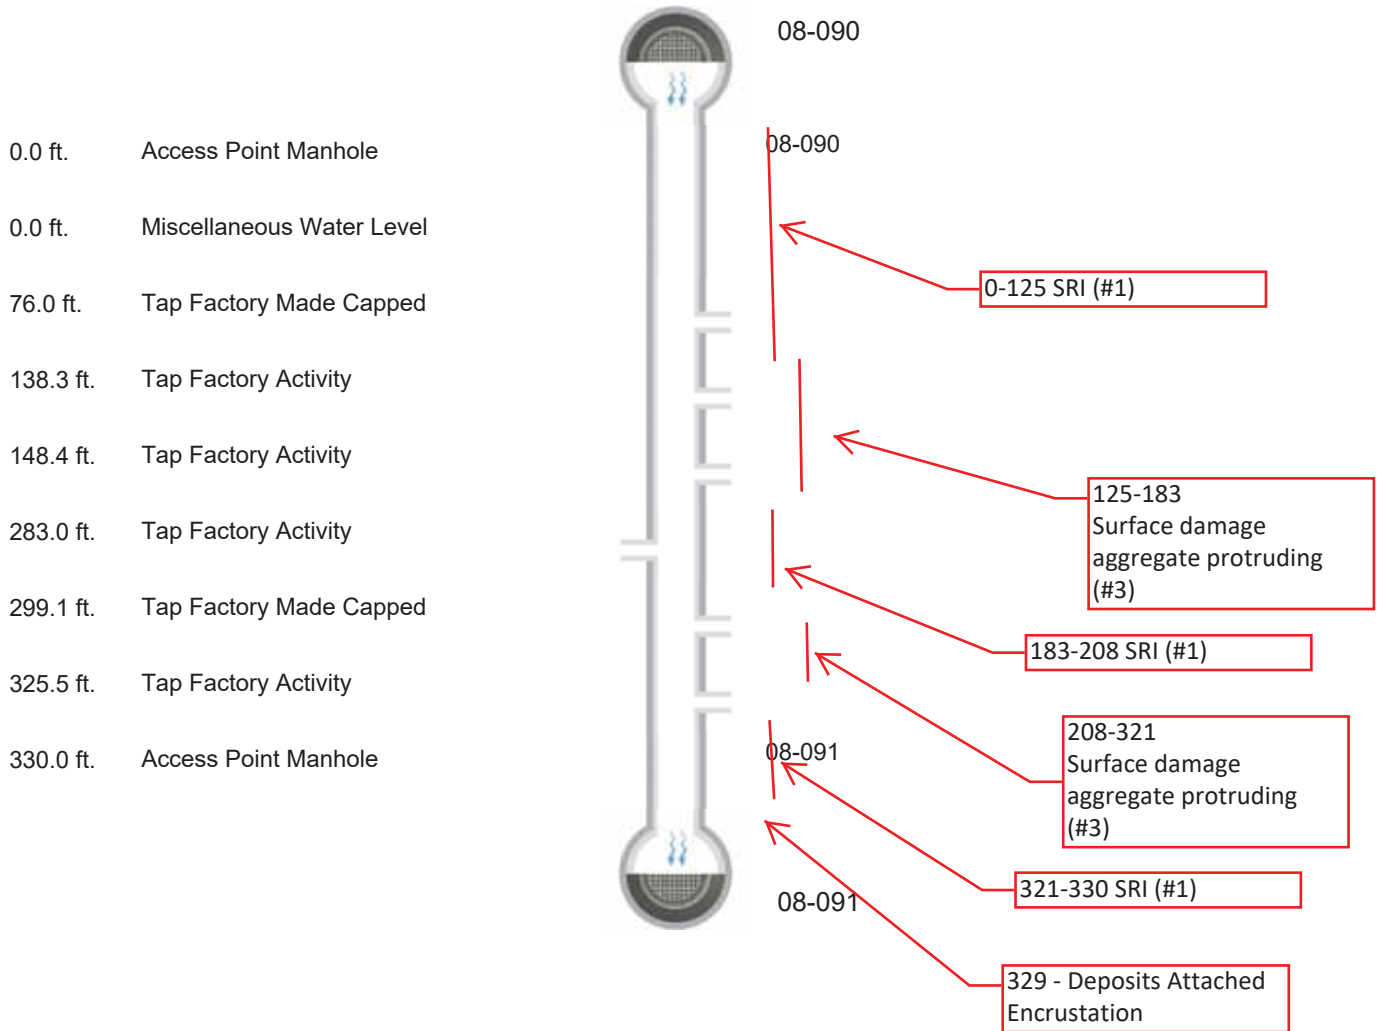 08-090
0.0 ft. Access Point Manhole 08-090
0.0 ft. Miscellaneous Water Level
0-125 SRI (#1)
76.0 ft. Tap Factory Made Capped
138.3 ft. Tap Factory Activity
148.4 ft. Tap Factory Activity
125-183
Surface damage
aggregate protruding
(#3)
283.0 ft. Tap Factory Activity
299.1 ft. Tap Factory Made Capped
183-208 SRI (#1)
325.5 ft. Tap Factory Activity
208-321
Surface damage
aggregate protruding
(#3)
330.0 ft. Access Point Manhole 08-091
321-330 SRI (#1)
08-091
329 - Deposits Attached
Encrustation